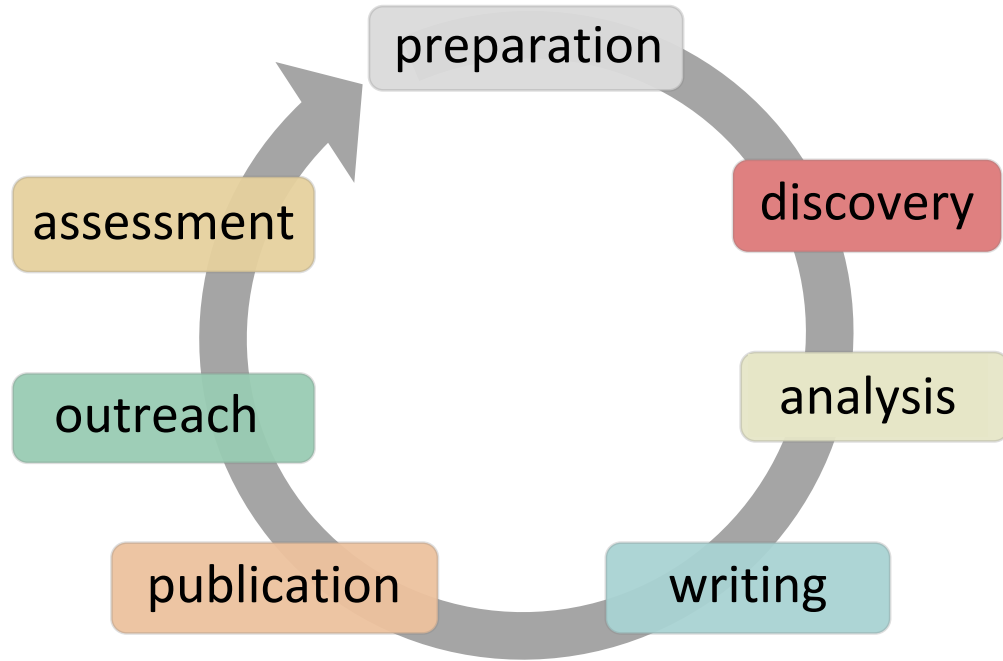 preparation
discovery
analysis
writing
publication
outreach
assessment